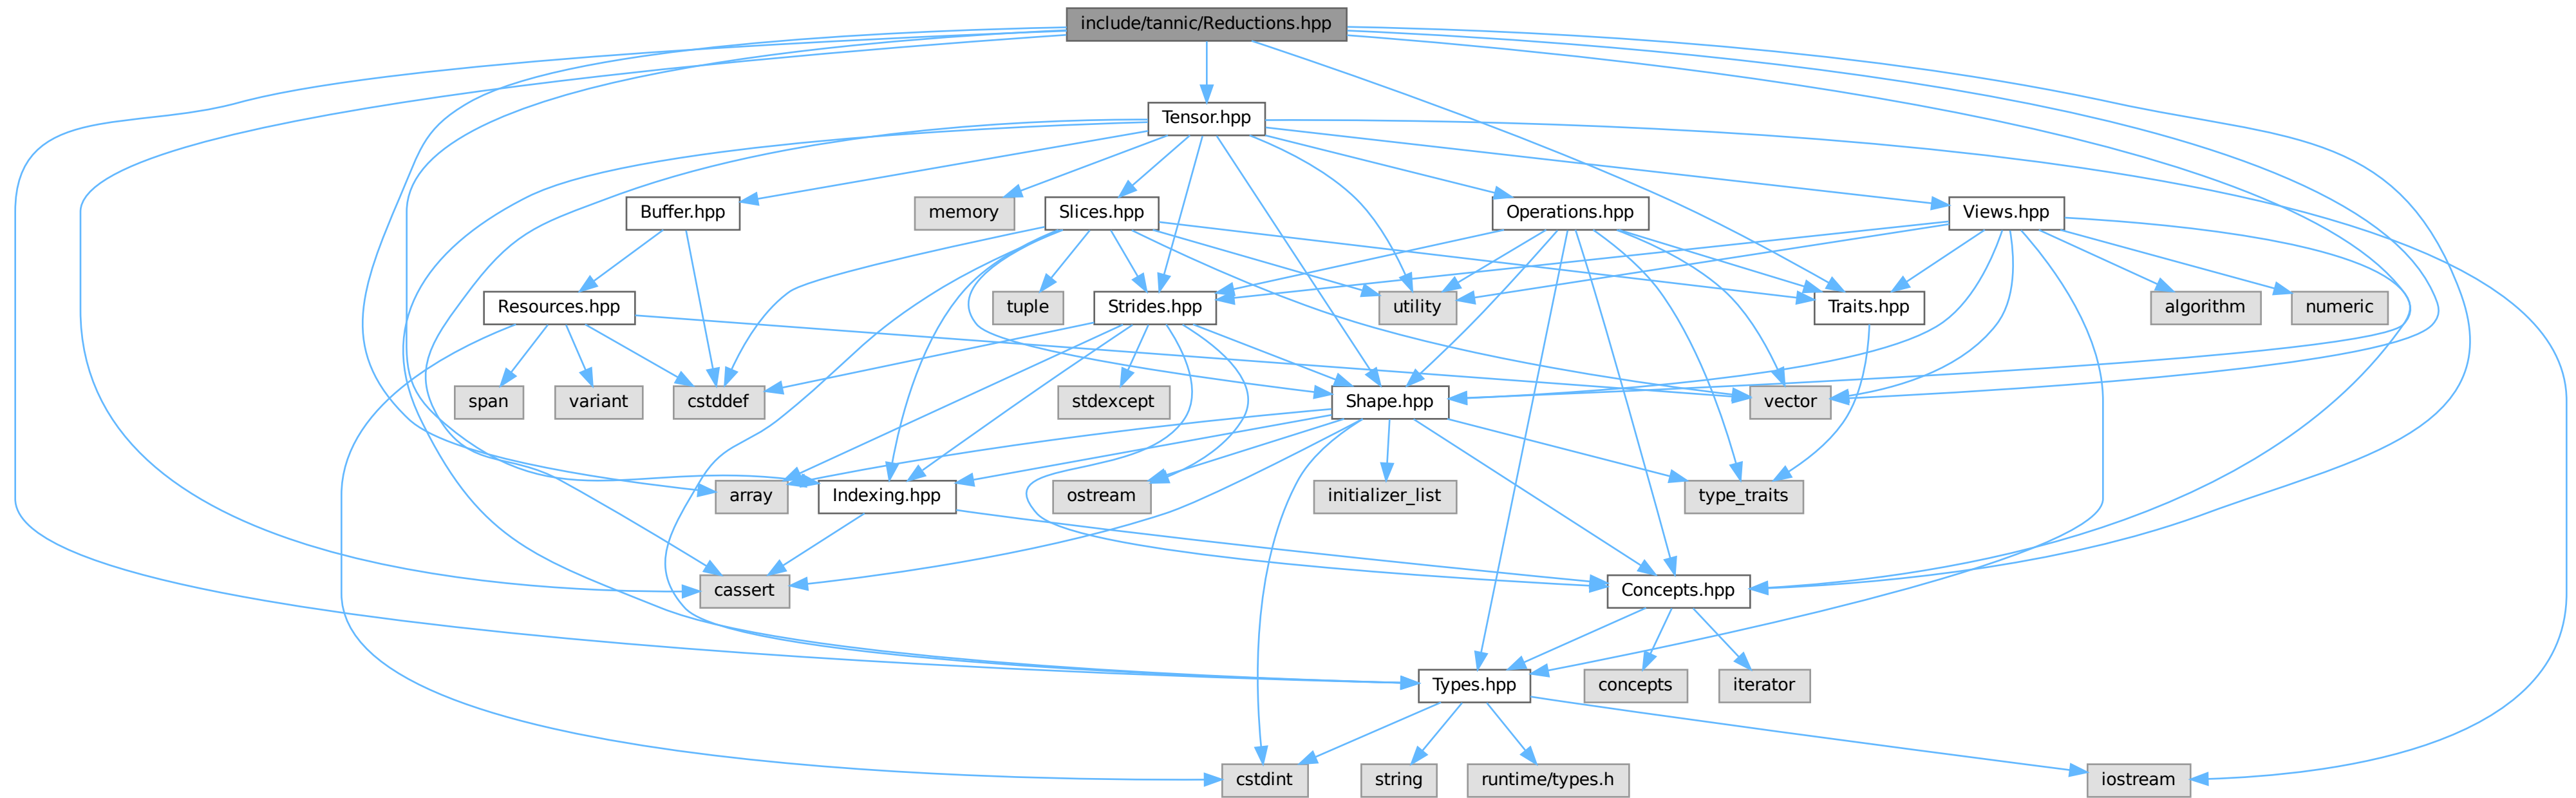 include/tannic/Reductions.hpp
Tensor.hpp
Buffer.hpp
memory
Slices.hpp
Operations.hpp
Views.hpp
Resources.hpp
tuple
Strides.hpp
utility
Traits.hpp
algorithm
numeric
span
variant
cstddef
stdexcept
Shape.hpp
vector
array
Indexing.hpp
ostream
initializer_list
type_traits
cassert
Concepts.hpp
Types.hpp
concepts
iterator
cstdint
string
runtime/types.h
iostream